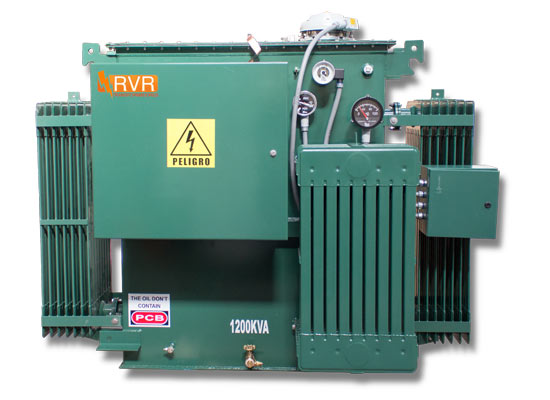 RVR
PELIGRO
THE OIL DON'T
CONTAIN
PCB
1200KVA